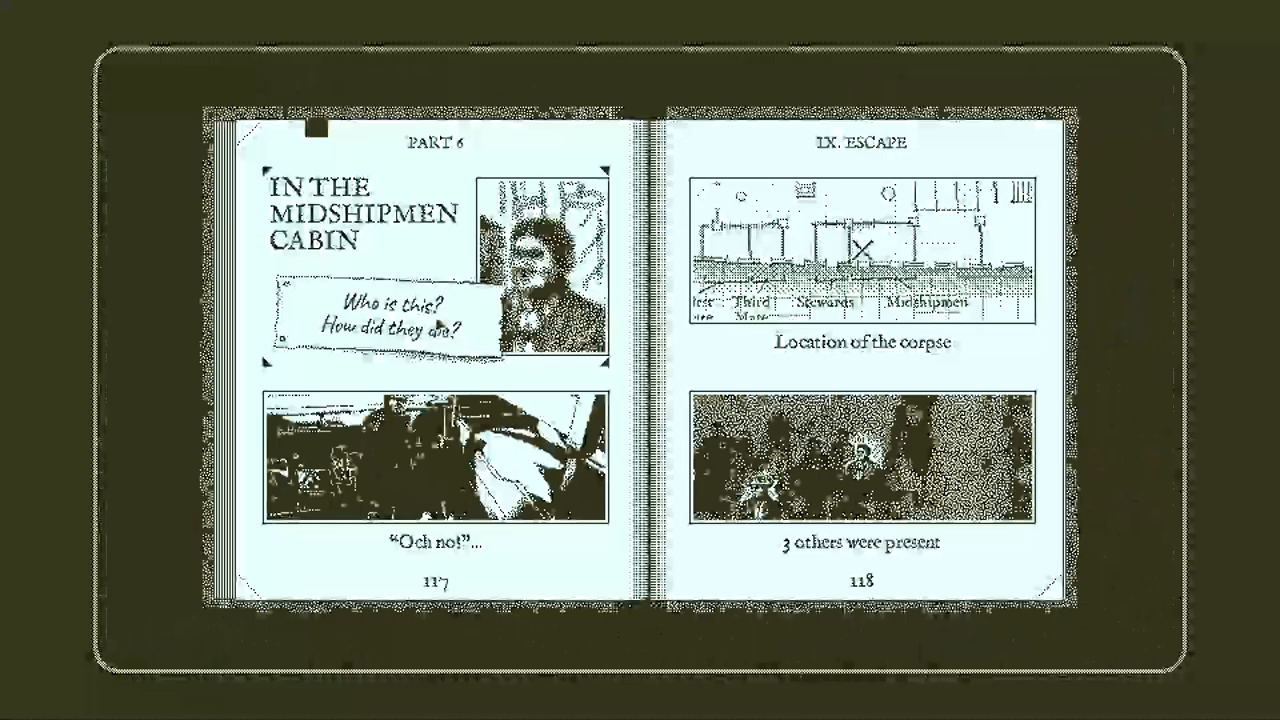 PART 6
IN THE
MIDSHIPMEN
CABIN
Who is this?
How did they die?
"Och no!"...
117
IX. ESCAPE
Third
Stewards
Midshipmen
Mate
Location of the corpse
3 others were present
118